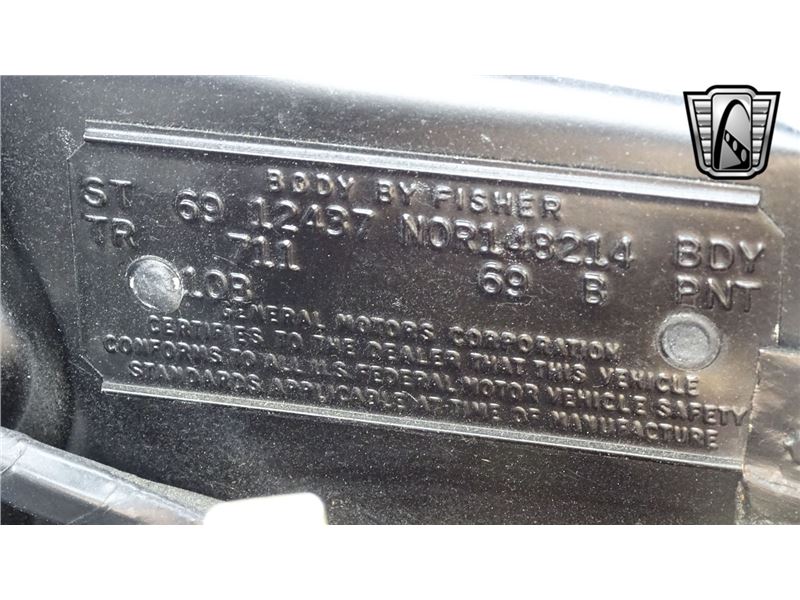 BODY BY FISHER
ST 69 12437 NOR148214 BDY
TR 711 69 B PNT
10B
GENERAL MOTORS CORPORATION
CERTIFIES TO THE DEALER THAT THIS VEHICLE
CONFORMS TO ALL U.S. FEDERAL MOTOR VEHICLE SAFETY
STANDARDS APPLICABLE AT TIME OF MANUFACTURE